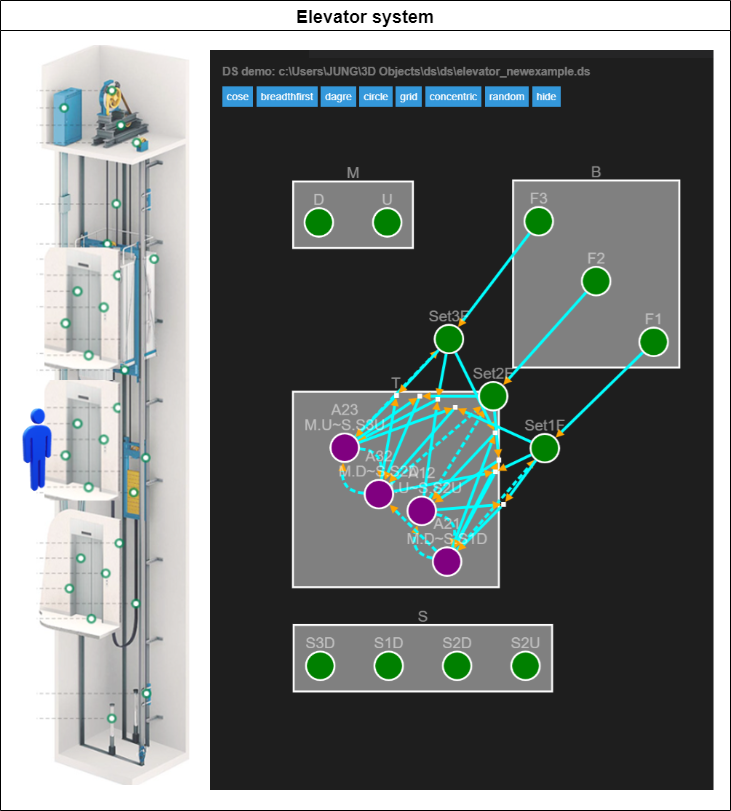 Elevator system
DS demo: c:\Users\JUNG\3D Objects\ds\ds\elevator_newexample.ds
cose breadthfirst dagre circle grid concentric random hide
M
B
D U
F3
F2
F1
Set3F
Set2F
Set1F
T
A23
M.U~S.S3U
A32
M.D~S.S2D
A12
.U~S.S2U
A21
M.D~S.S1D
S
S3D S1D S2D S2U